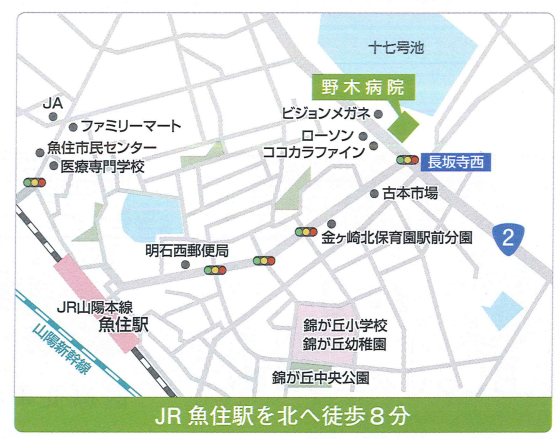 十七号池
野木病院
JA
ファミリーマート
ビジョンメガネ
ローソン
ココカラファイン
魚住市民センター
医療専門学校
長坂寺西
古本市場
金ヶ崎北保育園駅前分園
2
明石西郵便局
JR山陽本線
魚住駅
山陽新幹線
錦が丘小学校
錦が丘幼稚園
錦が丘中央公園
JR 魚住駅を北へ徒歩8分